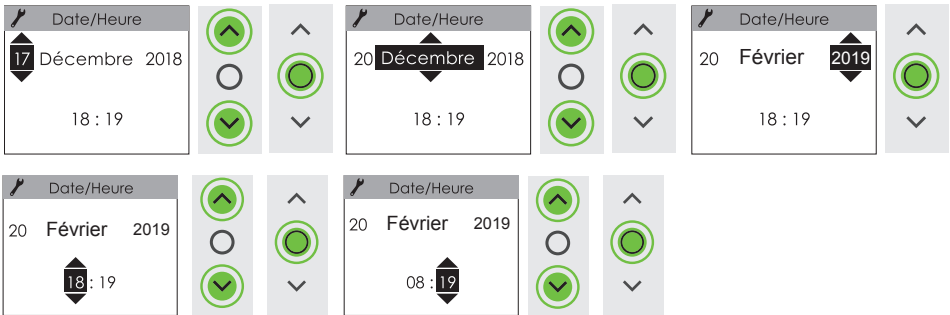 Date/Heure
17 Décembre 2018
18 : 19
Date/Heure
20 Décembre 2018
18 : 19
Date/Heure
20 Février 2019
18 : 19
Date/Heure
20 Février 2019
18 : 19
Date/Heure
20 Février 2019
08 : 19